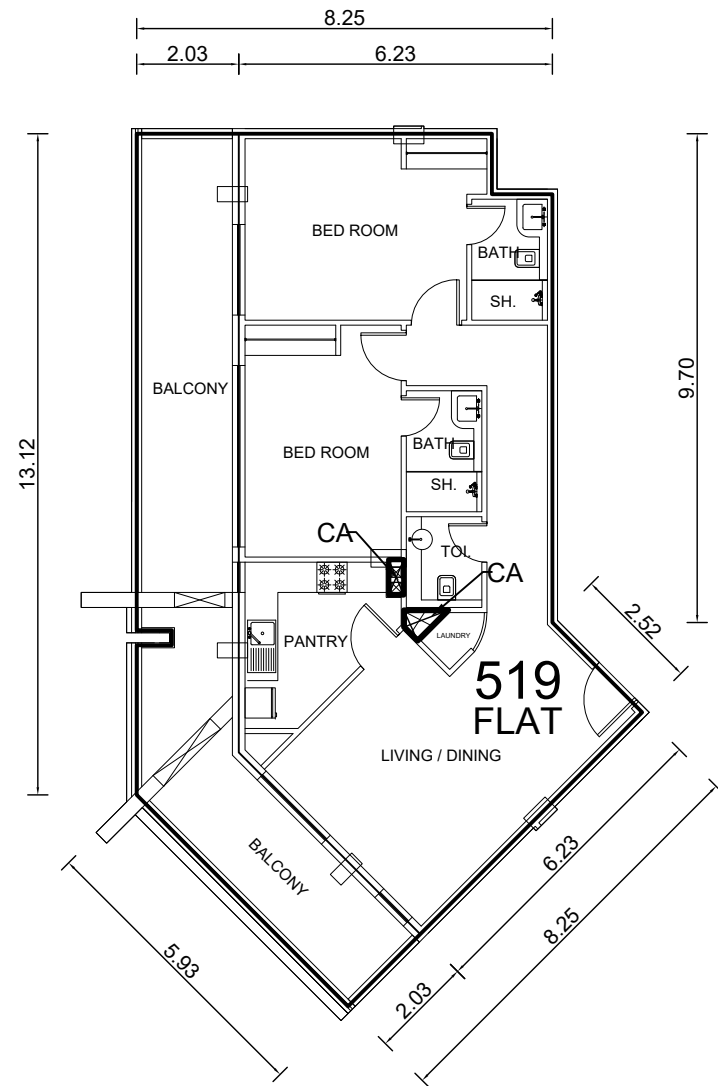 8.25
2.03
6.23
BED ROOM
BATH
SH.
BALCONY
9.70
13.12
BED ROOM
BATH
SH.
CA
TOI.
CA
2.52
PANTRY
LAUNDRY
519
FLAT
LIVING / DINING
BALCONY
6.23
8.25
5.93
2.03